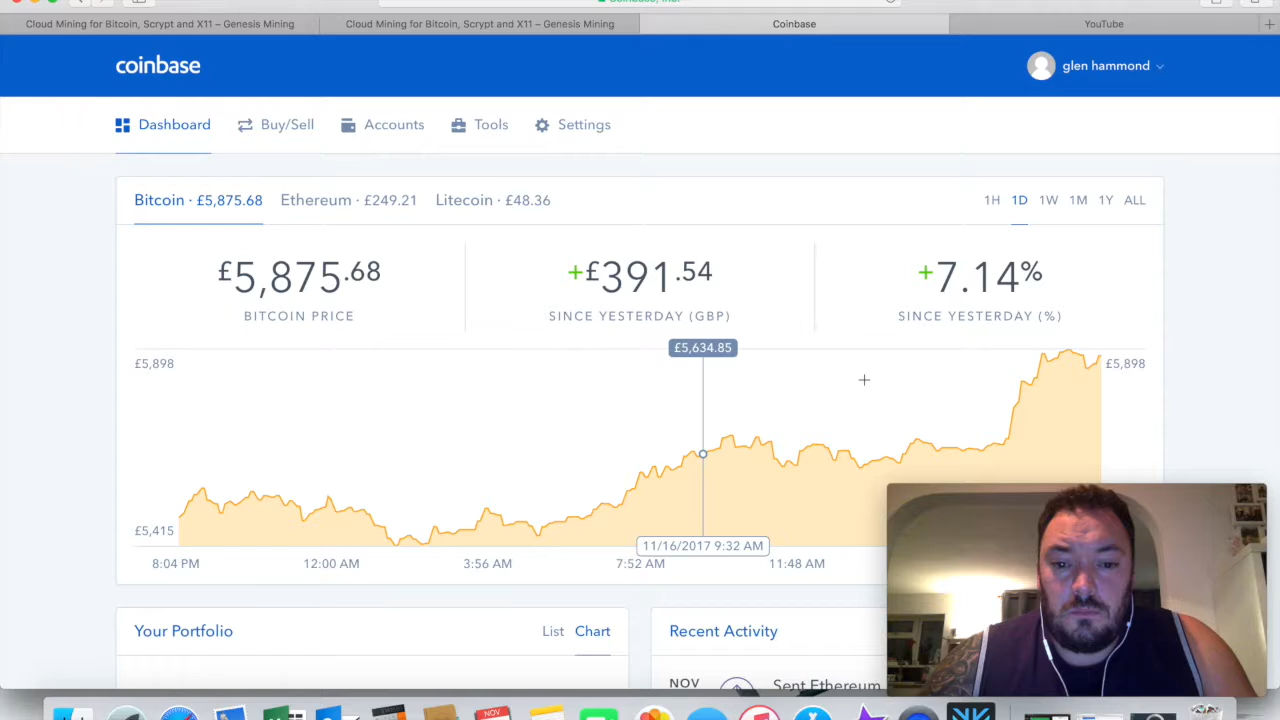 Cloud Mining for Bitcoin, Scrypt and X11 – Genesis Mining
Cloud Mining for Bitcoin, Scrypt and X11 – Genesis Mining
Coinbase
YouTube
coinbase
glen hammond
Dashboard
Buy/Sell
Accounts
Tools
Settings
Bitcoin · £5,875.68
Ethereum · £249.21
Litecoin · £48.36
1H 1D 1W 1M 1Y ALL
£5,875.68
+£391.54
+7.14%
BITCOIN PRICE
SINCE YESTERDAY (GBP)
SINCE YESTERDAY (%)
£5,634.85
£5,898
£5,898
£5,415
11/16/2017 9:32 AM
8:04 PM
12:00 AM
3:56 AM
7:52 AM
11:48 AM
Your Portfolio
List
Chart
Recent Activity
NOV
Sent Ethereum
NOV